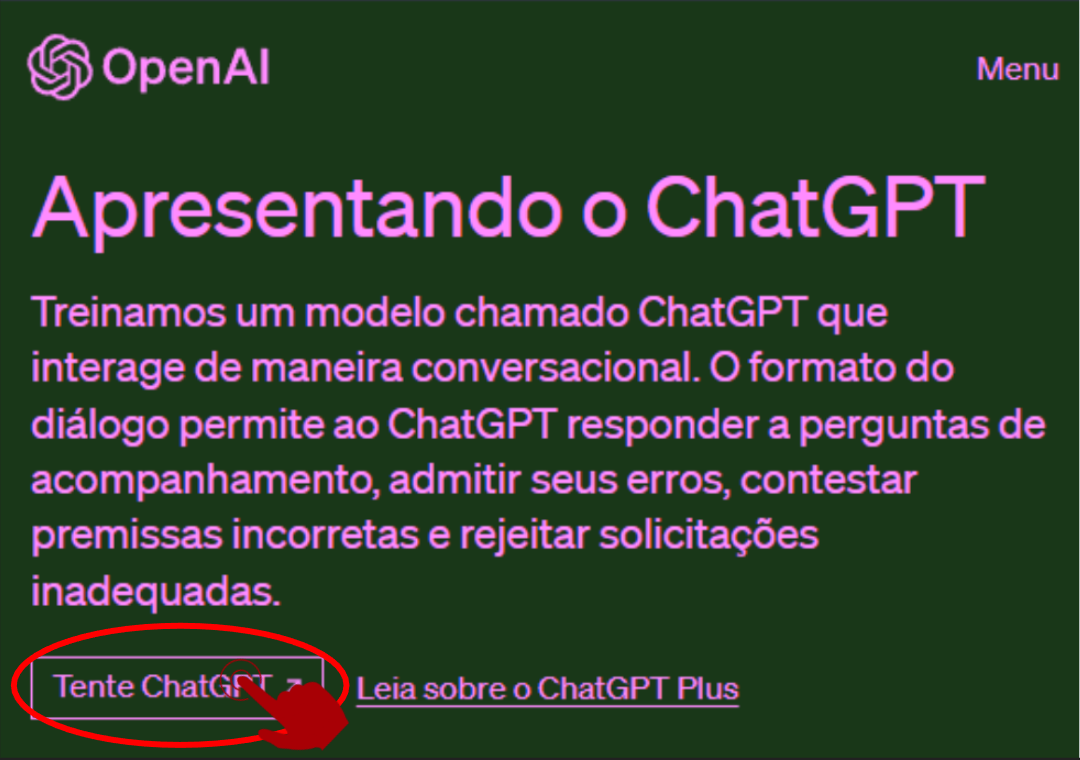 OpenAI
Menu
Apresentando o ChatGPT
Treinamos um modelo chamado ChatGPT que
interage de maneira conversacional. O formato do
diálogo permite ao ChatGPT responder a perguntas de
acompanhamento, admitir seus erros, contestar
premissas incorretas e rejeitar solicitações
inadequadas.
Tente ChatGPT ↗
Leia sobre o ChatGPT Plus